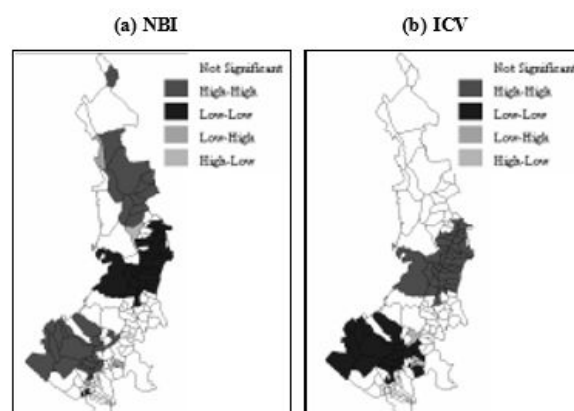 (a) NBI
(b) ICV
Not Significant
High-High
Low-Low
Low-High
High-Low
Not Significant
High-High
Low-Low
Low-High
High-Low